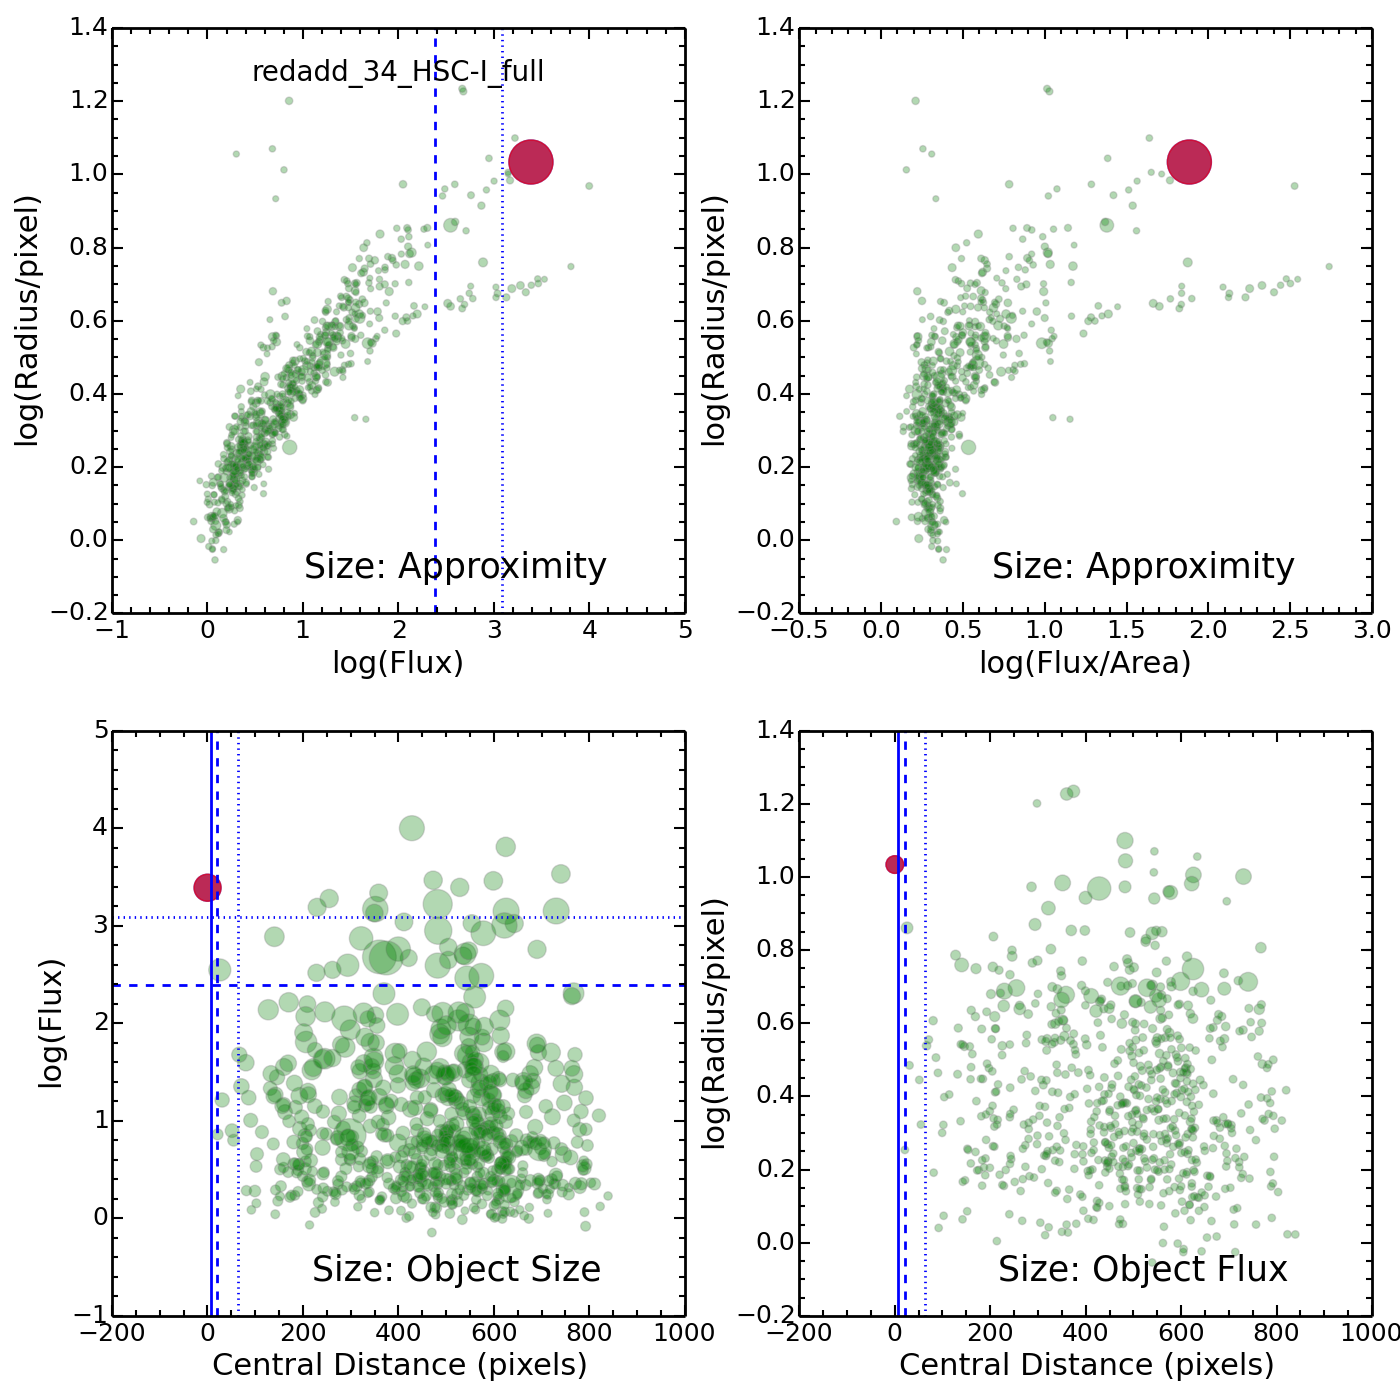 1.4
1.2
1.0
0.8
0.6
0.4
0.2
0.0
−0.2
log(Radius/pixel)
redadd_34_HSC-I_full
Size: Approximity
−1 0 1 2 3 4 5
log(Flux)
1.4
1.2
1.0
0.8
0.6
0.4
0.2
0.0
−0.2
log(Radius/pixel)
Size: Approximity
−0.5 0.0 0.5 1.0 1.5 2.0 2.5 3.0
log(Flux/Area)
5
4
3
2
1
0
−1
log(Flux)
Size: Object Size
−200 0 200 400 600 800 1000
Central Distance (pixels)
1.4
1.2
1.0
0.8
0.6
0.4
0.2
0.0
−0.2
log(Radius/pixel)
Size: Object Flux
−200 0 200 400 600 800 1000
Central Distance (pixels)